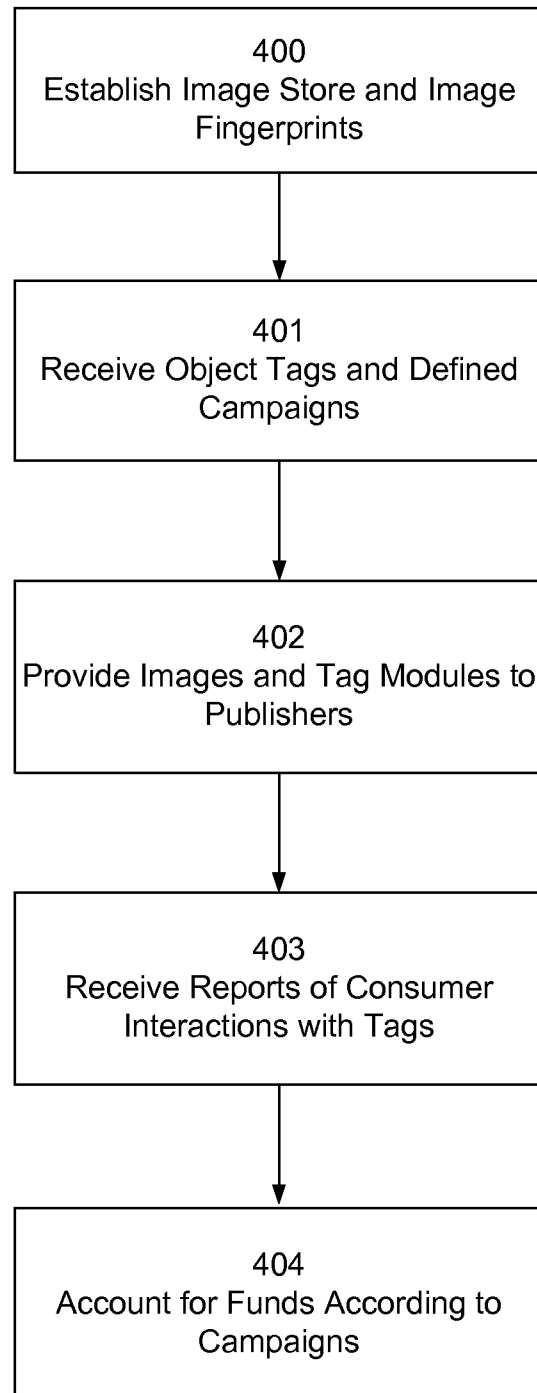 400
Establish Image Store and Image
Fingerprints
401
Receive Object Tags and Defined
Campaigns
402
Provide Images and Tag Modules to
Publishers
403
Receive Reports of Consumer
Interactions with Tags
404
Account for Funds According to
Campaigns